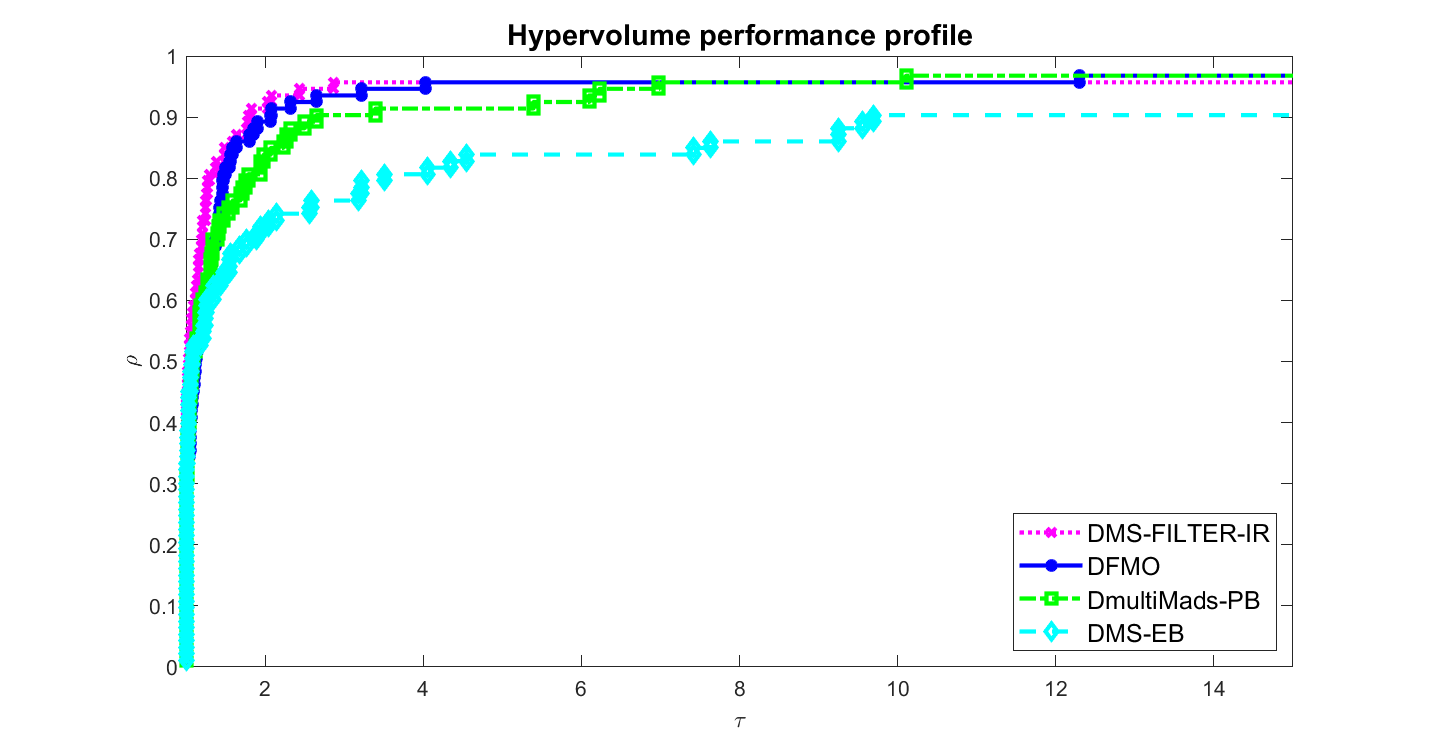 Hypervolume performance profile
1
0.9
0.8
0.7
0.6
0.5
0.4
0.3
0.2
0.1
0
ρ
2 4 6 8 10 12 14
τ
DMS-FILTER-IR
DFMO
DmultiMads-PB
DMS-EB